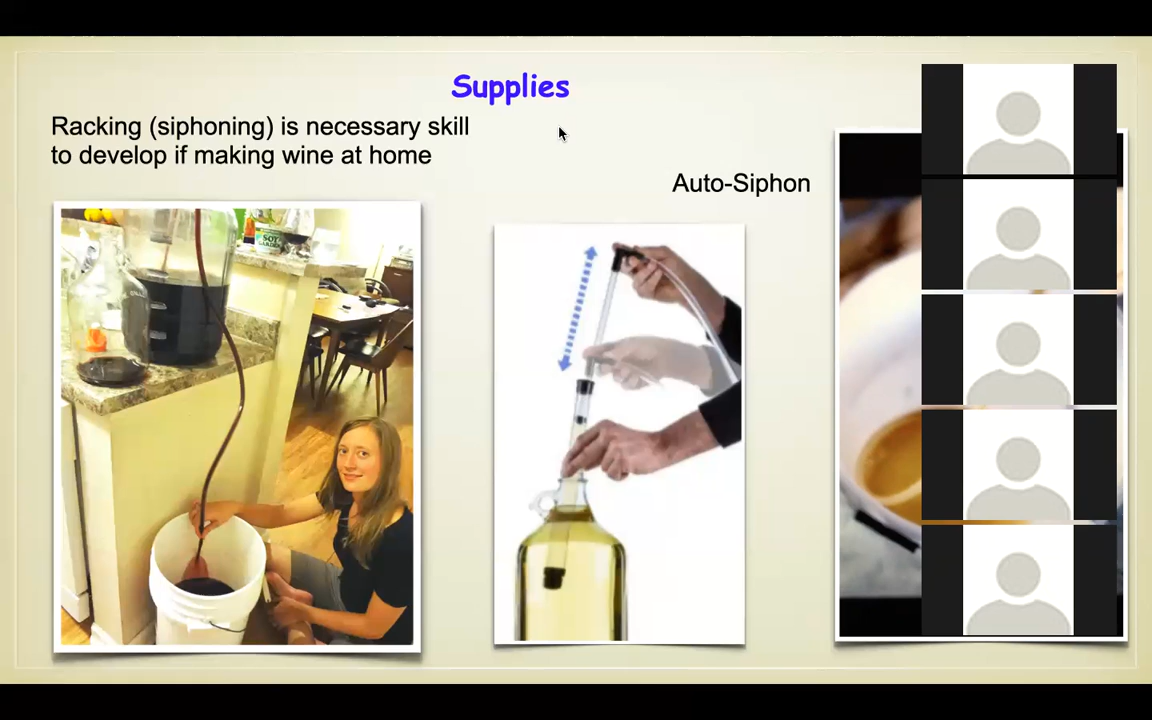 Supplies
Racking (siphoning) is necessary skill
to develop if making wine at home
Auto-Siphon